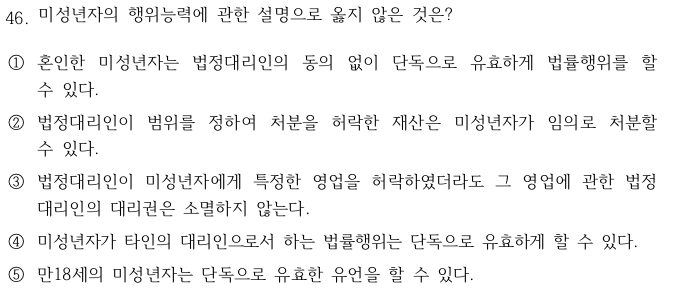 46. 미성년자의 행위능력에 관한 설명으로 옳지 않은 것은?
① 혼인한 미성년자는 법정대리인의 동의 없이 단독으로 유효하게 법률행위를 할
수 있다.
② 법정대리인이 범위를 정하여 처분을 허락한 재산은 미성년자가 임의로 처분할
수 있다.
③ 법정대리인이 미성년자에게 특정한 영업을 허락하였더라도 그 영업에 관한 법정
대리인의 대리권은 소멸하지 않는다.
④ 미성년자가 타인의 대리인으로서 하는 법률행위는 단독으로 유효하게 할 수 있다.
⑤ 만18세의 미성년자는 단독으로 유효한 유언을 할 수 있다.